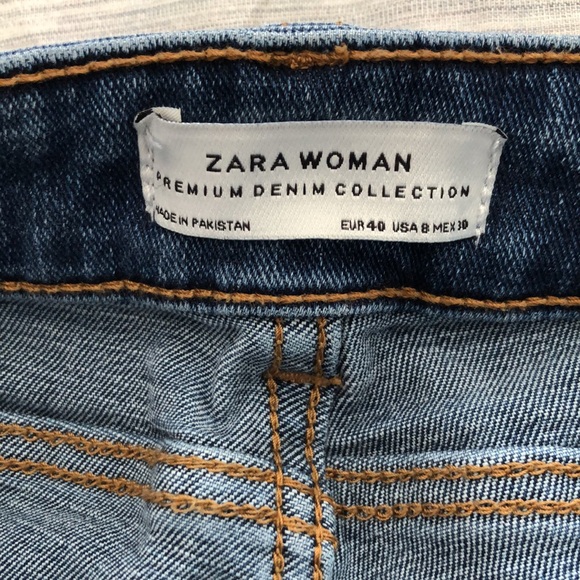 ZARA WOMAN
PREMIUM DENIM COLLECTION
MADE IN PAKISTAN EUR 40 USA 8 MEX 30